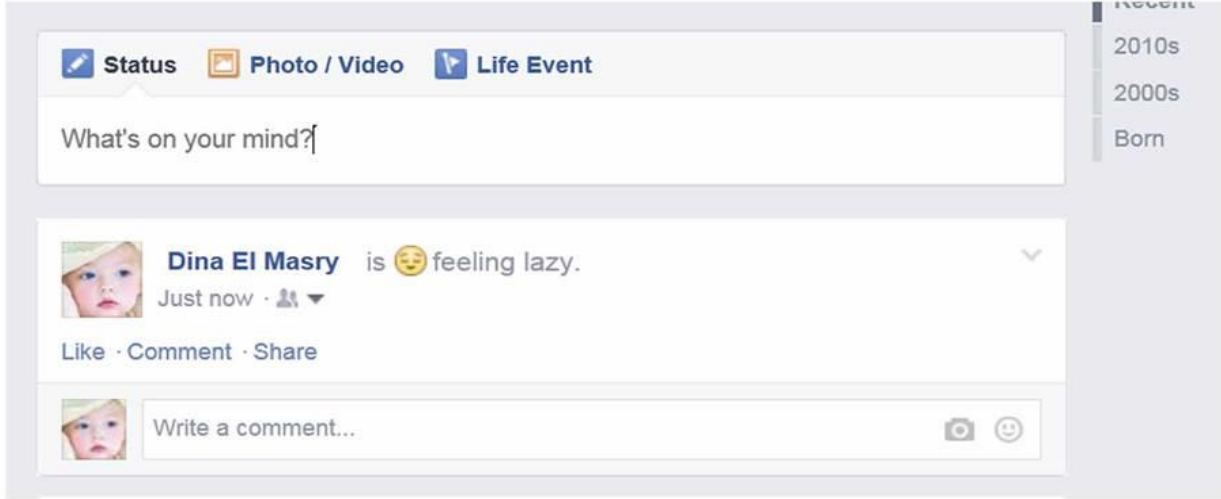 Recent
Status Photo / Video Life Event
2010s
2000s
What's on your mind?
Born
Dina El Masry is feeling lazy.
Just now ·
Like · Comment · Share
Write a comment...